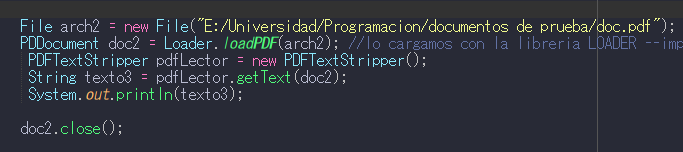 File arch2 = new File("E:/Universidad/Programacion/documentos de prueba/doc.pdf");
PDDocument doc2 = Loader.loadPDF(arch2); //lo cargamos con la libreria LOADER --imp
PDFTextStripper pdfLector = new PDFTextStripper();
String texto3 = pdfLector.getText(doc2);
System.out.println(texto3);
doc2.close();